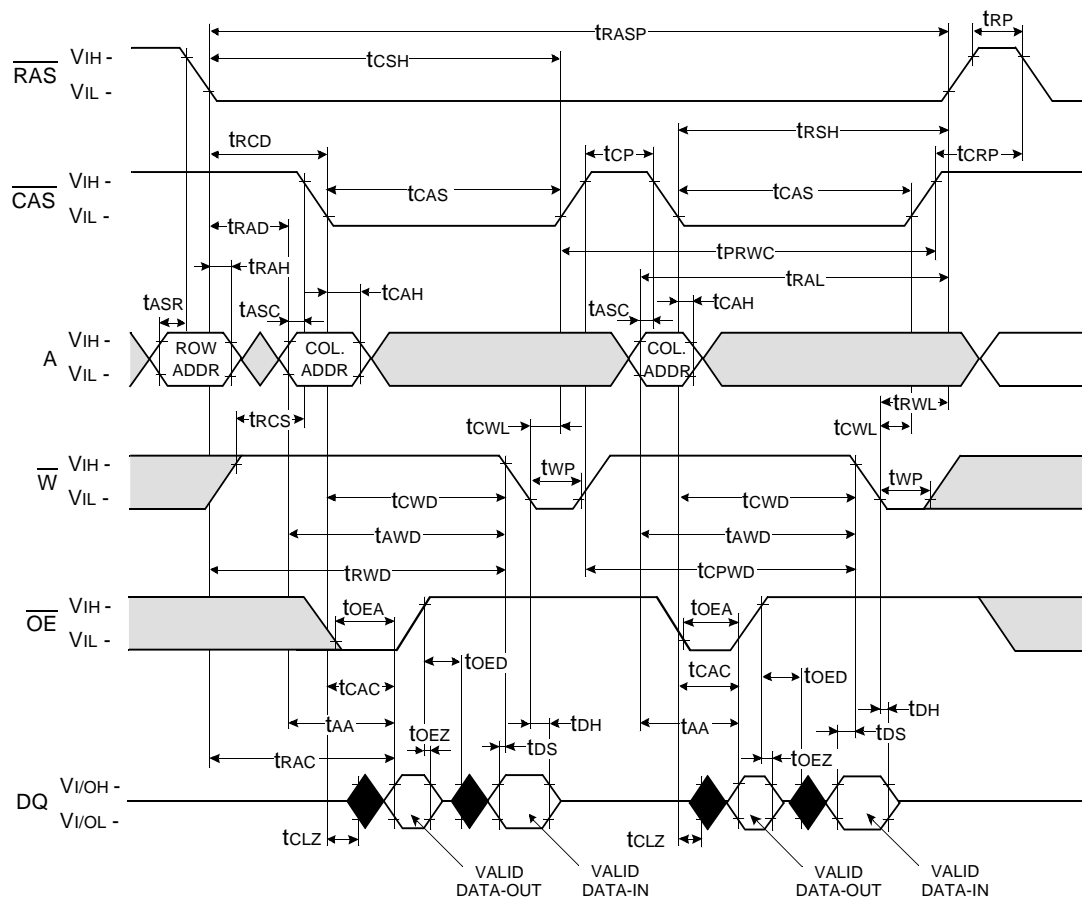 tRASP
tRP
tCSH
RAS
VIH -
VIL -
tRCD
tRSH
tCP
tCRP
CAS
VIH -
VIL -
tCAS
tCAS
tRAD
tPRWC
tRAH
tRAL
tASR
tASC
tCAH
tASC
tCAH
A
VIH -
VIL -
ROW
ADDR
COL.
ADDR
COL.
ADDR
tRCS
tCWL
tRWL
tCWL
W
VIH -
VIL -
tWP
tWP
tCWD
tCWD
tAWD
tAWD
tRWD
tCPWD
OE
VIH -
VIL -
tOEA
tOEA
tOED
tOED
tCAC
tCAC
tAA
tDH
tAA
tDH
tOEZ
tDS
tOEZ
tDS
tRAC
DQ
VI/OH -
VI/OL -
tCLZ
tCLZ
VALID
DATA-OUT
VALID
DATA-IN
VALID
DATA-OUT
VALID
DATA-IN